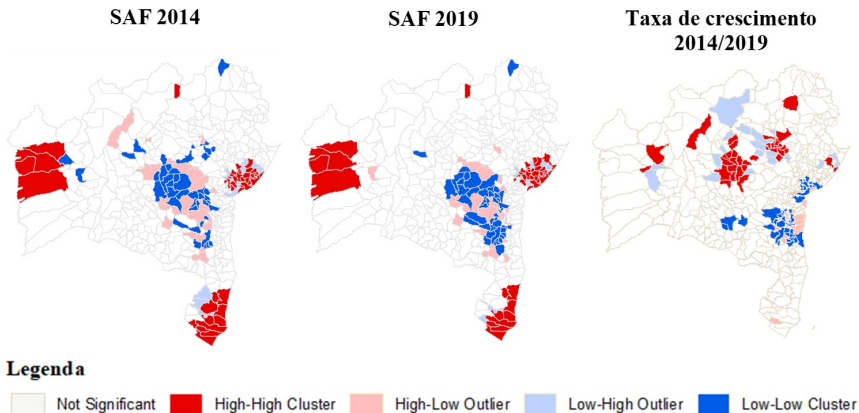 SAF 2014
SAF 2019
Taxa de crescimento
2014/2019
Legenda
Not Significant
High-High Cluster
High-Low Outlier
Low-High Outlier
Low-Low Cluster